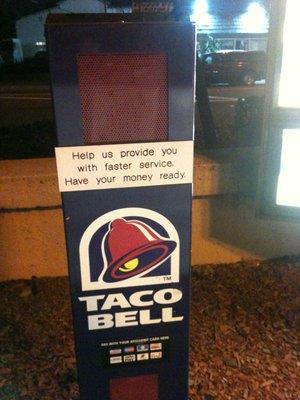 Help us provide you
with faster service.
Have your money ready.
TM
TACO
BELL